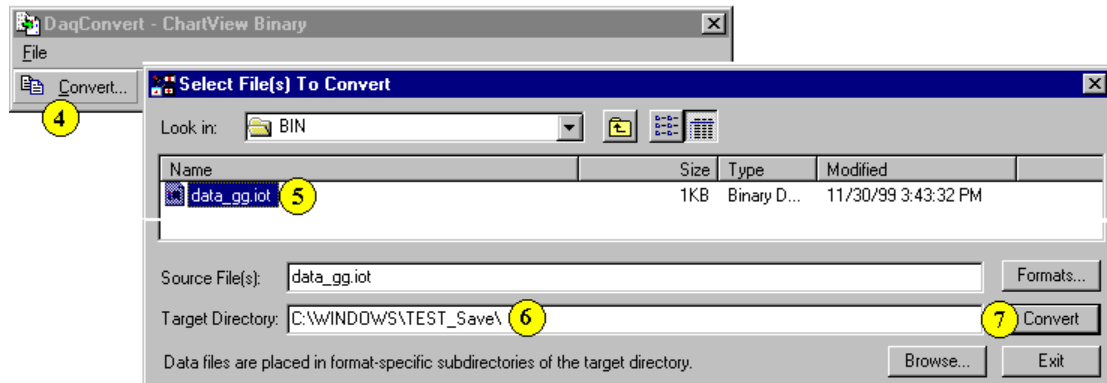 DaqConvert - ChartView Binary
File
Convert...
4
Select File(s) To Convert
Look in: BIN
Name Size Type Modified
data_gg.iot 5 1KB Binary D... 11/30/99 3:43:32 PM
Source File(s): data_gg.iot Formats...
Target Directory: C:\WINDOWS\TEST_Save\ 6 7 Convert
Data files are placed in format-specific subdirectories of the target directory. Browse... Exit